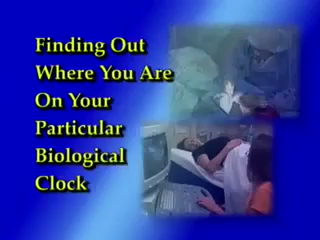 Finding Out
Where You Are
On Your
Particular
Biological
Clock